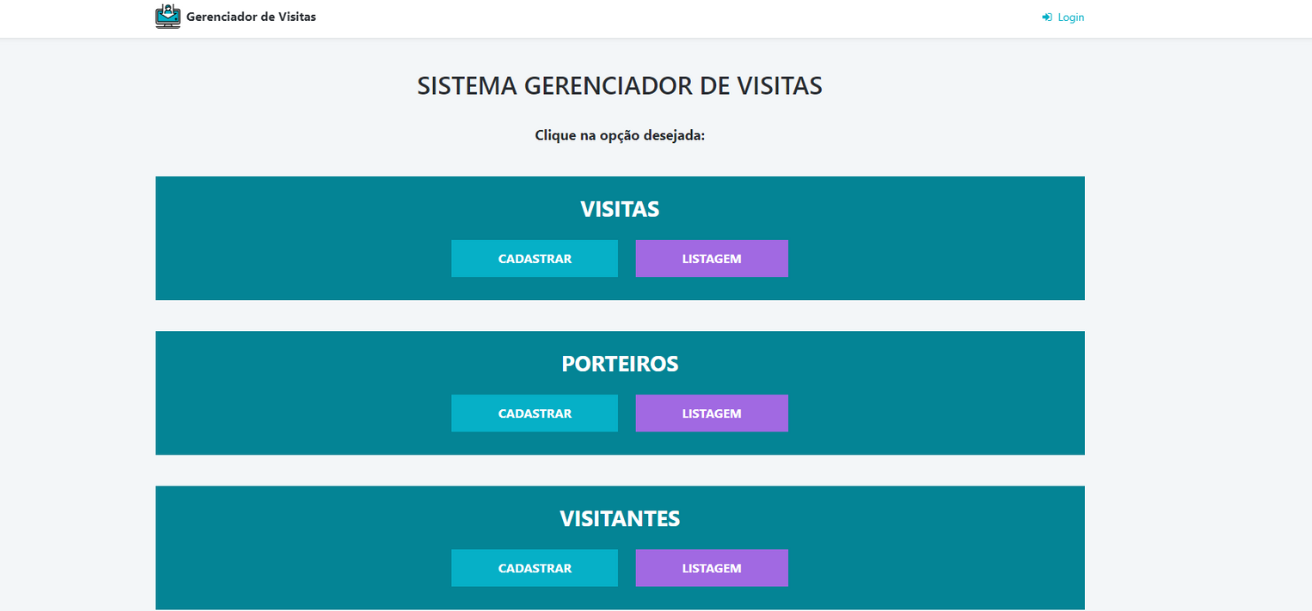 Gerenciador de Visitas
Login
SISTEMA GERENCIADOR DE VISITAS
Clique na opção desejada:
VISITAS
CADASTRAR LISTAGEM
PORTEIROS
CADASTRAR LISTAGEM
VISITANTES
CADASTRAR LISTAGEM